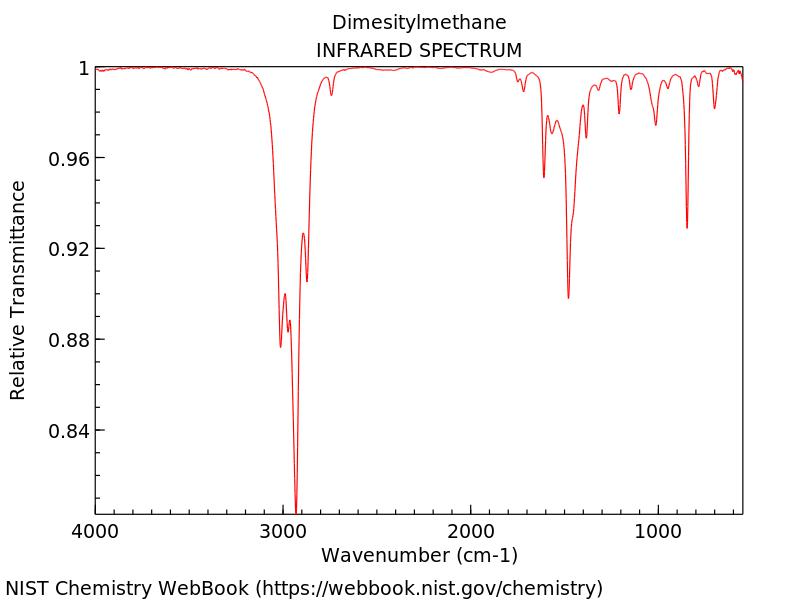 Dimesitylmethane
INFRARED SPECTRUM
1
0.96
0.92
0.88
0.84
Relative Transmittance
4000 3000 2000 1000
Wavenumber (cm-1)
NIST Chemistry WebBook (https://webbook.nist.gov/chemistry)